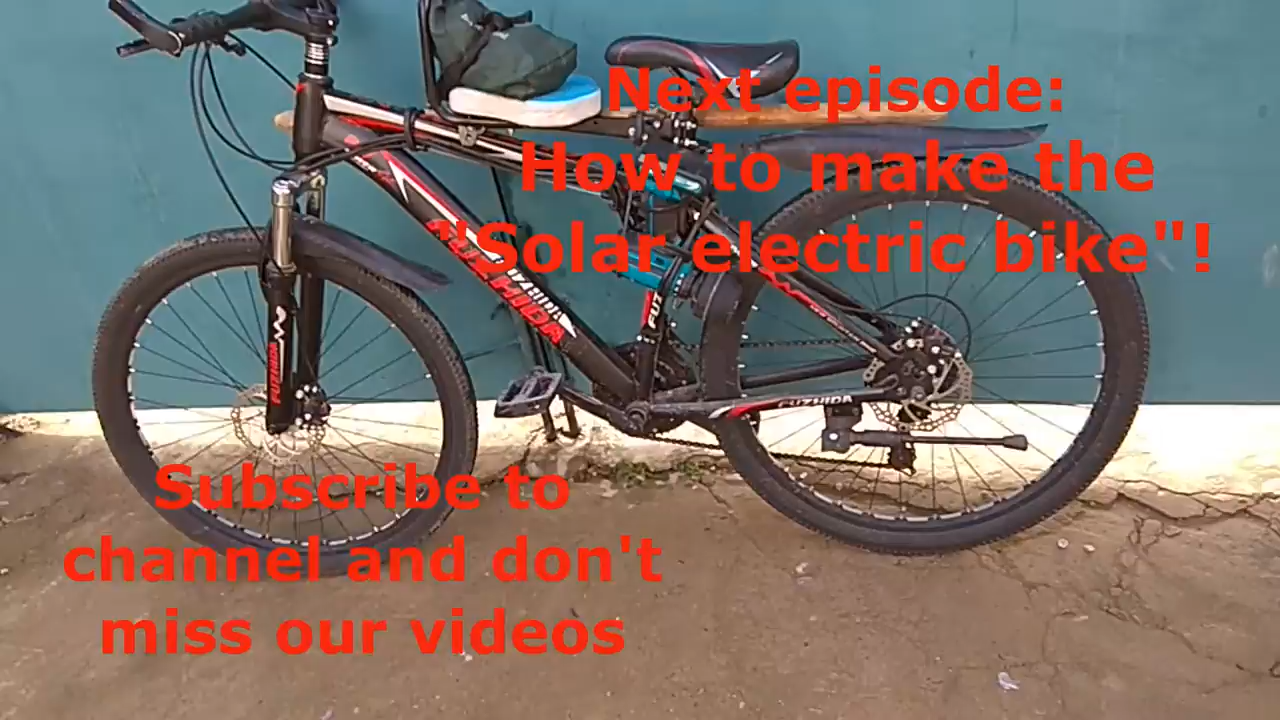 Next episode:
How to make the
"Solar electric bike"!
FUZHIDA
FUZHIDA
FUZHIDA
Subscribe to
channel and don't
miss our videos